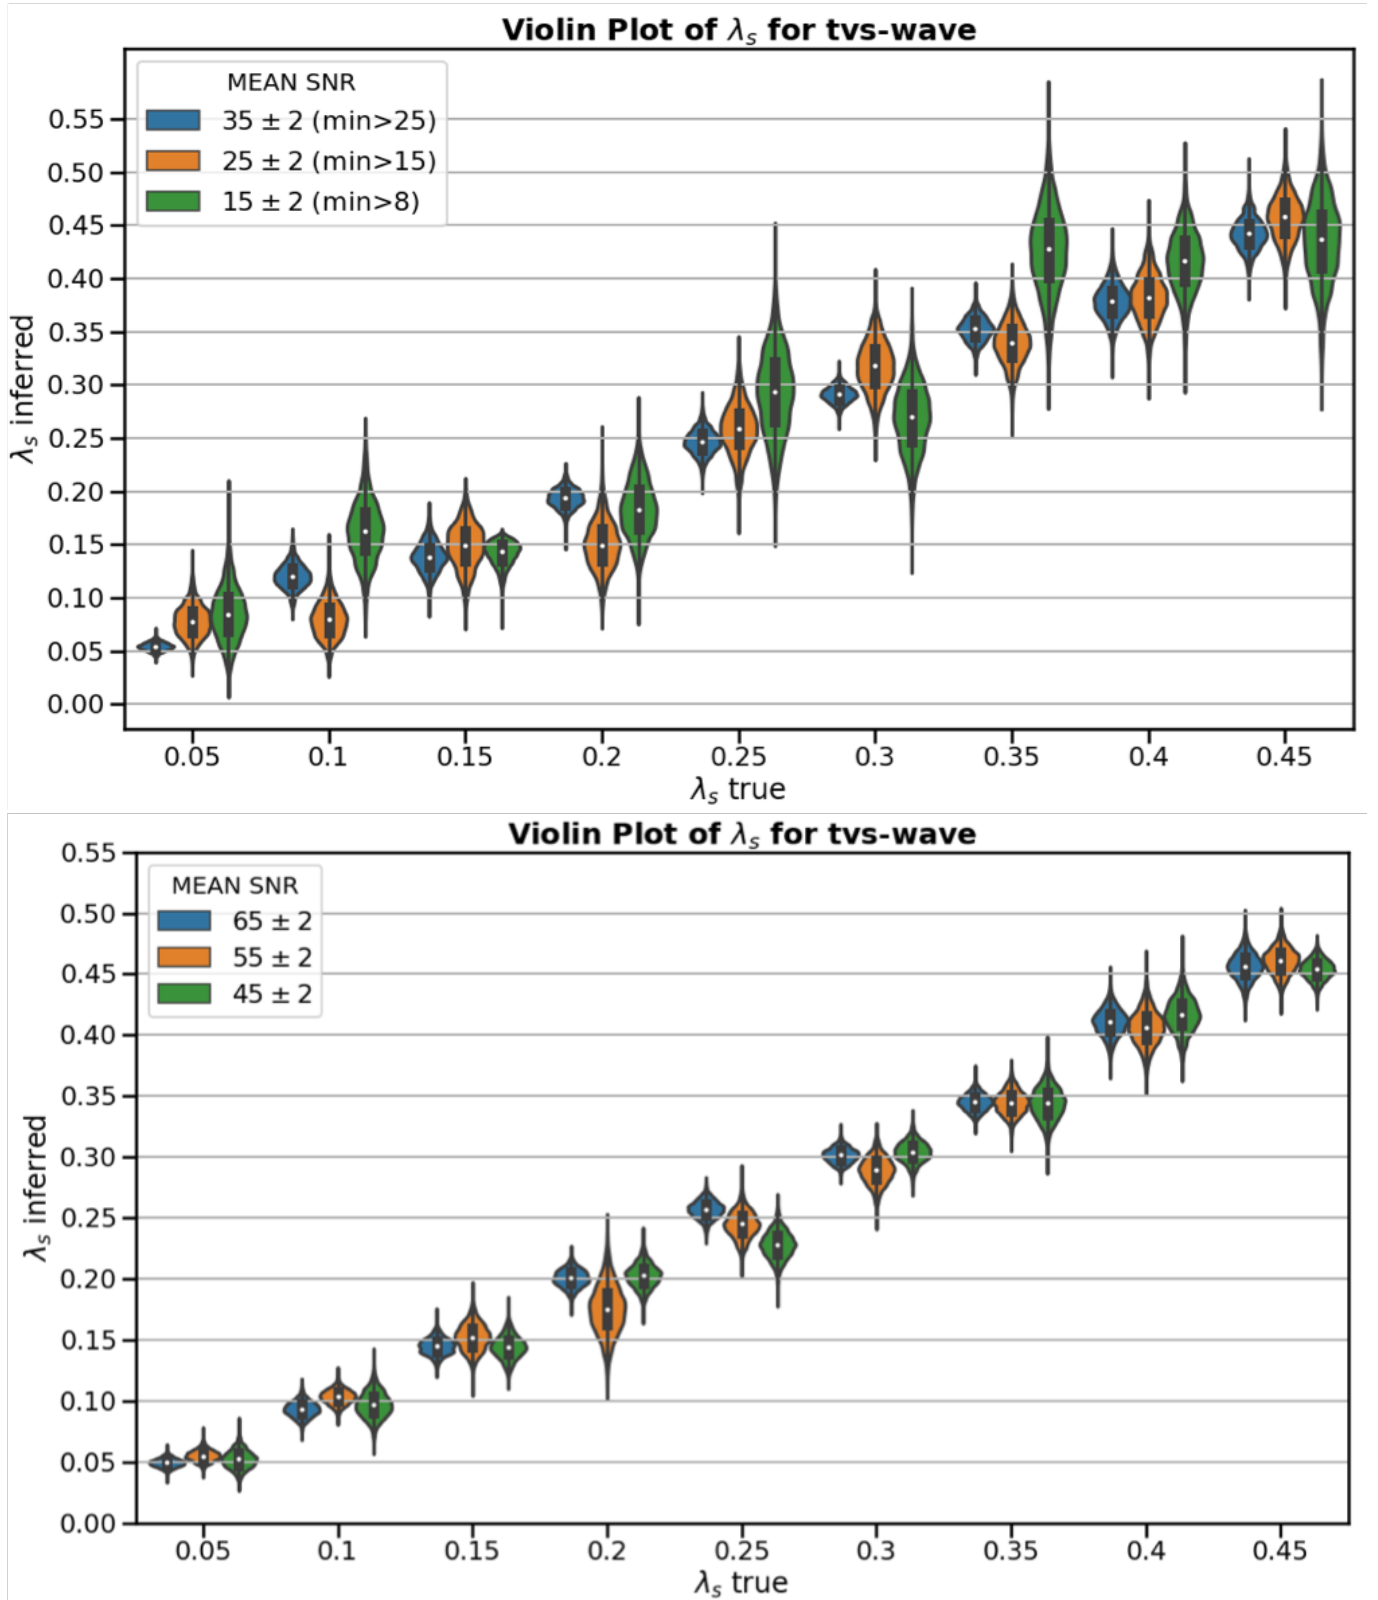 Violin Plot of λs for tvs-wave
MEAN SNR
35 ± 2 (min>25)
25 ± 2 (min>15)
15 ± 2 (min>8)
0.55
0.50
0.45
0.40
0.35
0.30
0.25
0.20
0.15
0.10
0.05
0.00
λs inferred
0.05 0.1 0.15 0.2 0.25 0.3 0.35 0.4 0.45
λs true
Violin Plot of λs for tvs-wave
MEAN SNR
65 ± 2
55 ± 2
45 ± 2
0.55
0.50
0.45
0.40
0.35
0.30
0.25
0.20
0.15
0.10
0.05
0.00
λs inferred
0.05 0.1 0.15 0.2 0.25 0.3 0.35 0.4 0.45
λs true